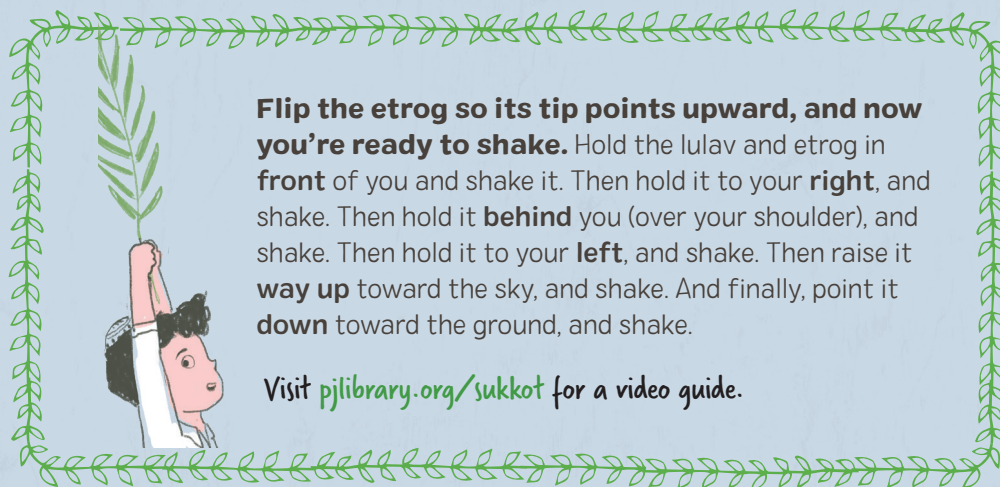 Flip the etrog so its tip points upward, and now
you're ready to shake. Hold the lulav and etrog in
front of you and shake it. Then hold it to your right, and
shake. Then hold it behind you (over your shoulder), and
shake. Then hold it to your left, and shake. Then raise it
way up toward the sky, and shake. And finally, point it
down toward the ground, and shake.
Visit pjlibrary.org/sukkot for a video guide.